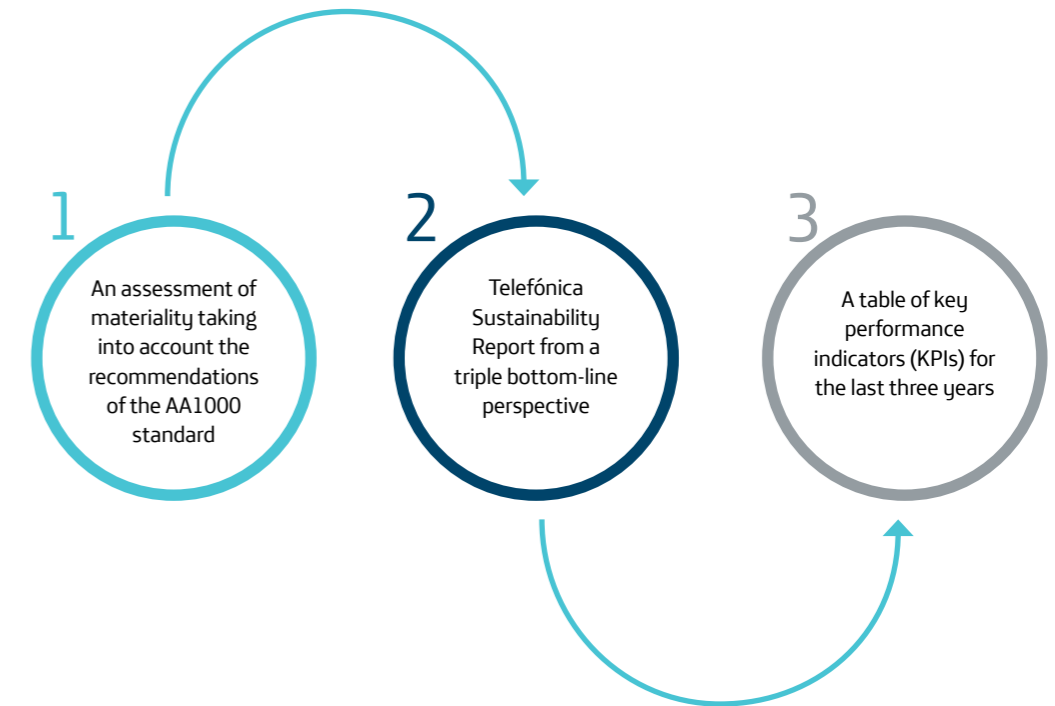 1
An assessment of
materiality taking
into account the
recommendations
of the AA1000
standard
2
Telefónica
Sustainability
Report from a
triple bottom-line
perspective
3
A table of key
performance
indicators (KPIs) for
the last three years